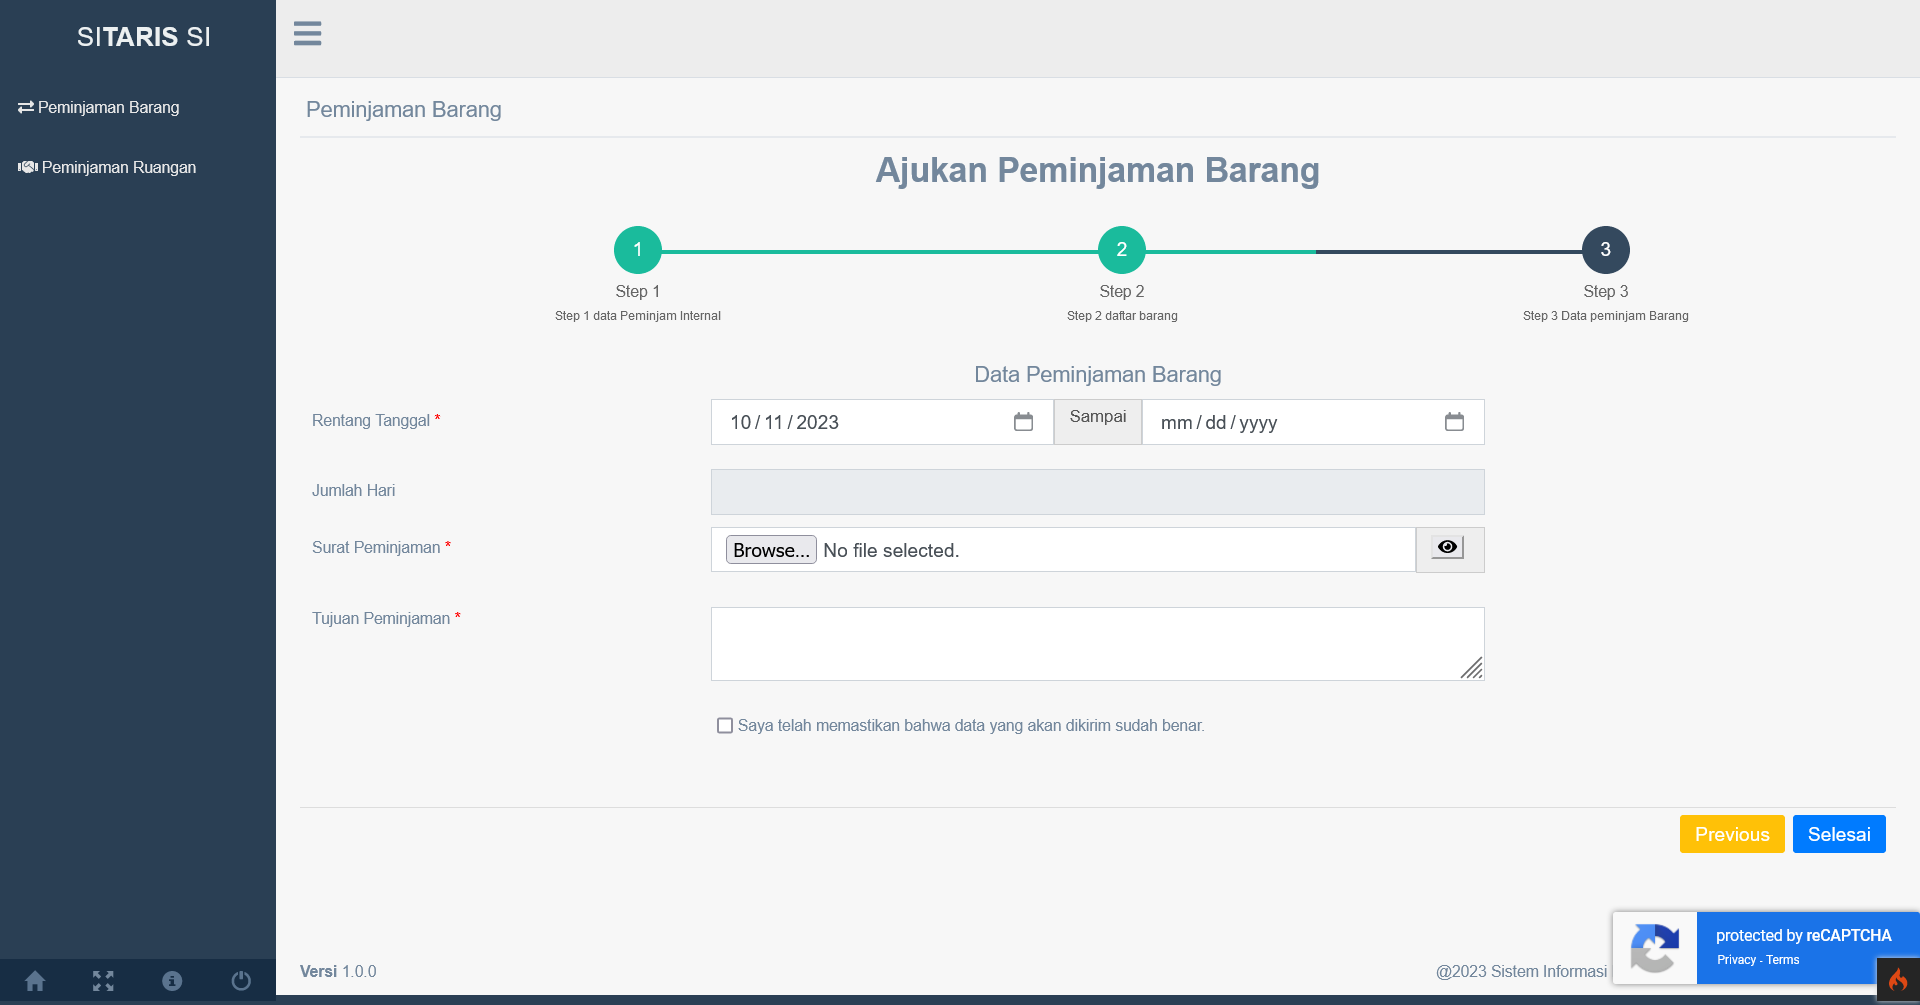 SITARIS SI
Peminjaman Barang
Peminjaman Ruangan
Peminjaman Barang
Ajukan Peminjaman Barang
1
2
3
Step 1
Step 2
Step 3
Step 1 data Peminjam Internal
Step 2 daftar barang
Step 3 Data peminjam Barang
Data Peminjaman Barang
Rentang Tanggal *
10 / 11 / 2023
Sampai
mm / dd / yyyy
Jumlah Hari
Surat Peminjaman *
Browse... No file selected.
Tujuan Peminjaman *
Saya telah memastikan bahwa data yang akan dikirim sudah benar.
Previous
Selesai
protected by reCAPTCHA
Privacy - Terms
Versi 1.0.0
@2023 Sistem Informasi